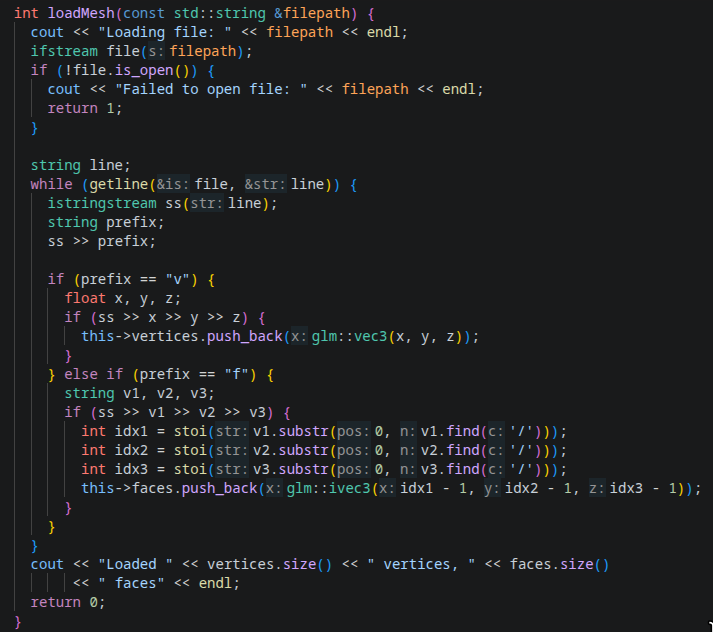 int loadMesh(const std::string &filepath) {
cout << "Loading file: " << filepath << endl;
ifstream file(s: filepath);
if (!file.is_open()) {
cout << "Failed to open file: " << filepath << endl;
return 1;
}
string line;
while (getline(&is: file, &str: line)) {
istringstream ss(str: line);
string prefix;
ss >> prefix;
if (prefix == "v") {
float x, y, z;
if (ss >> x >> y >> z) {
this->vertices.push_back(x: glm::vec3(x, y, z));
}
} else if (prefix == "f") {
string v1, v2, v3;
if (ss >> v1 >> v2 >> v3) {
int idx1 = stoi(str: v1.substr(pos: 0, n: v1.find(c: '/')));
int idx2 = stoi(str: v2.substr(pos: 0, n: v2.find(c: '/')));
int idx3 = stoi(str: v3.substr(pos: 0, n: v3.find(c: '/')));
this->faces.push_back(x: glm::ivec3(x: idx1 - 1, y: idx2 - 1, z: idx3 - 1));
}
}
}
cout << "Loaded " << vertices.size() << " vertices, " << faces.size()
<< " faces" << endl;
return 0;
}